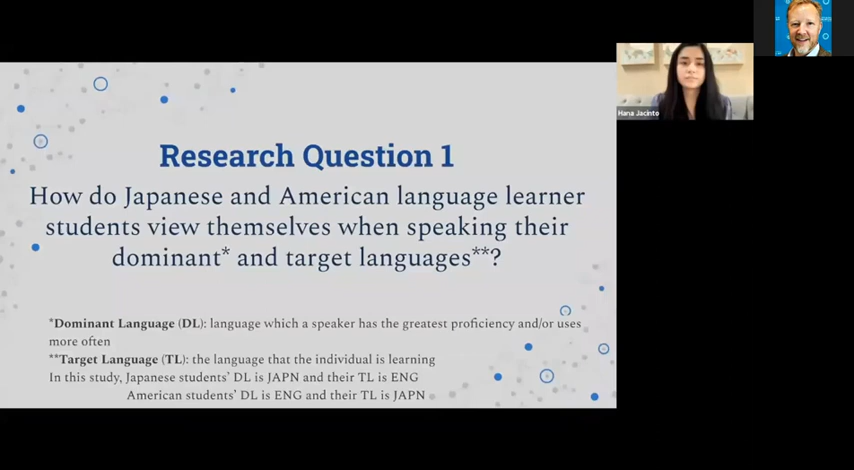 Research Question 1
How do Japanese and American language learner
students view themselves when speaking their
dominant* and target languages**?
*Dominant Language (DL): language which a speaker has the greatest proficiency and/or uses
more often
**Target Language (TL): the language that the individual is learning
In this study, Japanese students’ DL is JAPN and their TL is ENG
American students’ DL is ENG and their TL is JAPN
Hana Jacinto